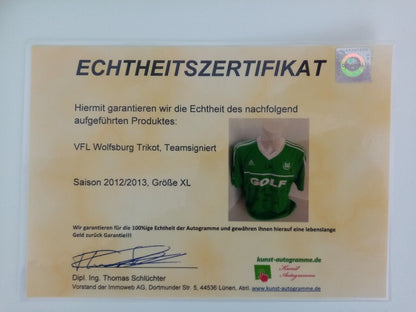 ECHTHEITSZERTIFIKAT
Hiermit garantieren wir die Echtheit des nachfolgend
aufgeführten Produktes:
VFL Wolfsburg Trikot, Teamsigniert
GOLF
Saison 2012/2013, Größe XL
Wir garantieren für die 100%ige Echtheit der Autogramme und gewähren ihnen hierauf eine lebenslange
Geld zurück Garantie!!!
kunst-autogramme.de
Kunst
Autogramme
Dipl. Ing. Thomas Schlüchter
Vorstand der Immoweb AG, Dortmunder Str. 5, 44536 Lünen, Abtl. www.kunst-autogramme.de